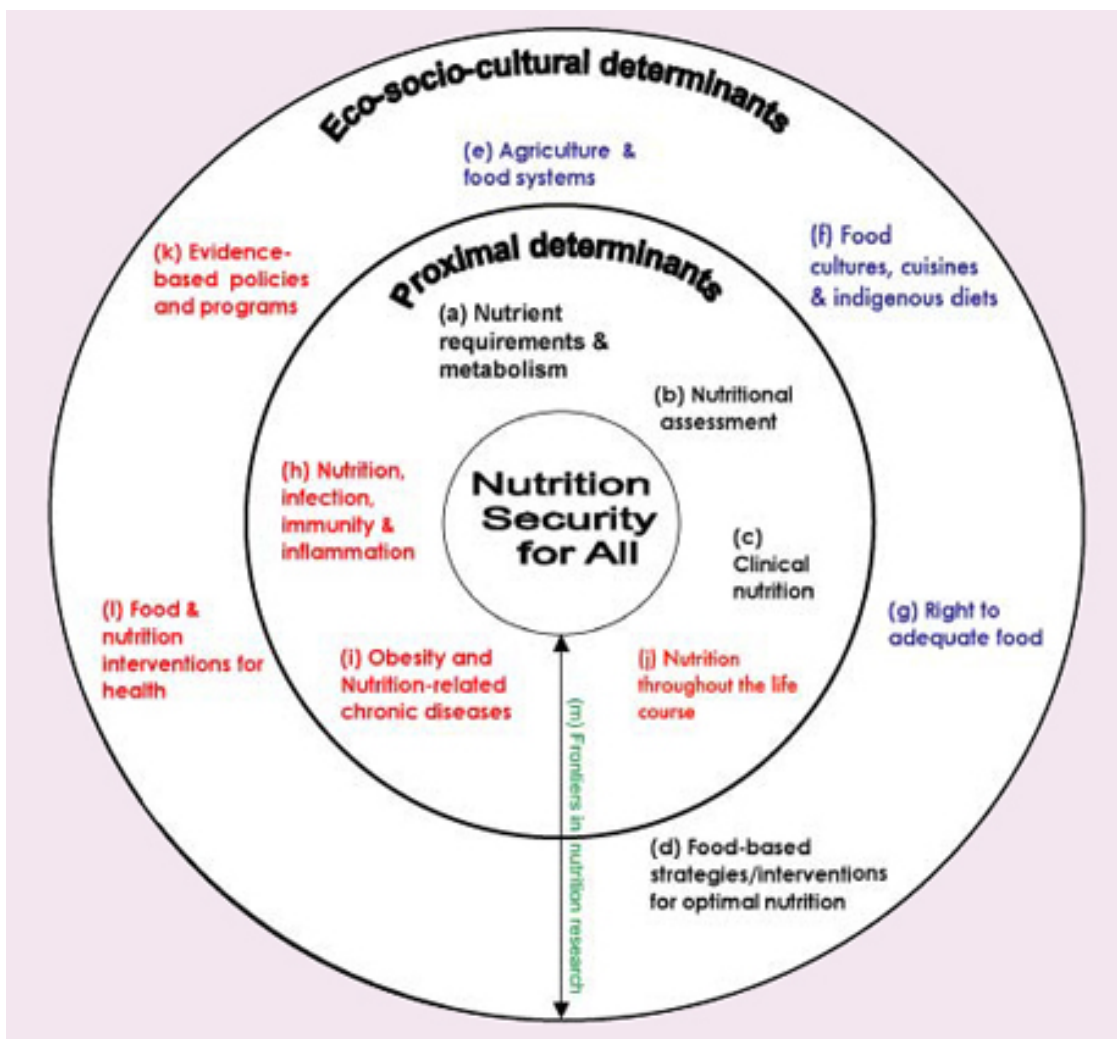 Eco-socio-cultural determinants
(e) Agriculture &
food systems
(k) Evidence-
based policies
and programs
(f) Food
cultures, cuisines
& indigenous diets
Proximal determinants
(a) Nutrient
requirements &
metabolism
(b) Nutritional
assessment
(h) Nutrition,
infection,
immunity &
inflammation
Nutrition
Security
for All
(c)
Clinical
nutrition
(l) Food &
nutrition
interventions for
health
(g) Right to
adequate food
(i) Obesity and
Nutrition-related
chronic diseases
(j) Nutrition
throughout the life
course
(m) Frontiers in nutrition research
(d) Food-based
strategies/interventions
for optimal nutrition